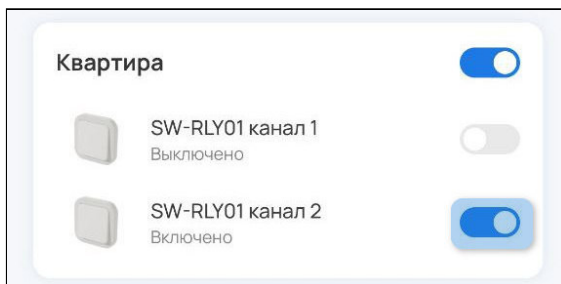 Квартира
SW-RLY01 канал 1
Выключено
SW-RLY01 канал 2
Включено